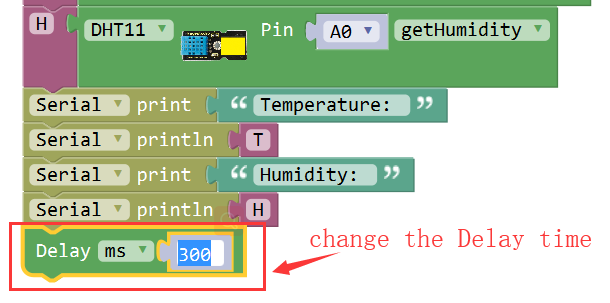 H DHT11 Pin A0 getHumidity
Serial print “Temperature: ”
Serial println T
Serial print “Humidity: ”
Serial println H
Delay ms 300 change the Delay time